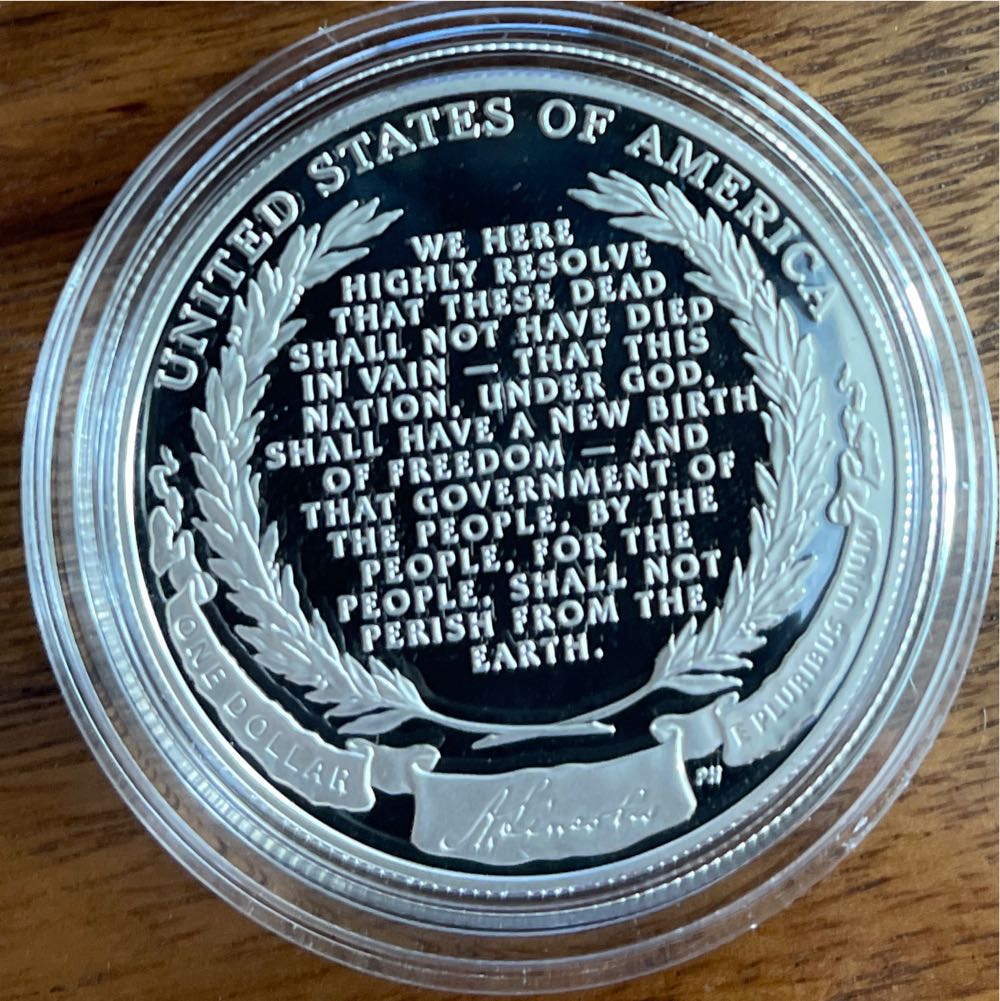 UNITED STATES OF AMERICA
WE HERE
HIGHLY RESOLVE
THAT THESE DEAD
SHALL NOT HAVE DIED
IN VAIN — THAT THIS
NATION, UNDER GOD,
SHALL HAVE A NEW BIRTH
OF FREEDOM — AND
THAT GOVERNMENT OF
THE PEOPLE, BY THE
PEOPLE, FOR THE
PEOPLE, SHALL NOT
PERISH FROM THE
EARTH.
ONE DOLLAR
A. Lincoln
E PLURIBUS UNUM
PH